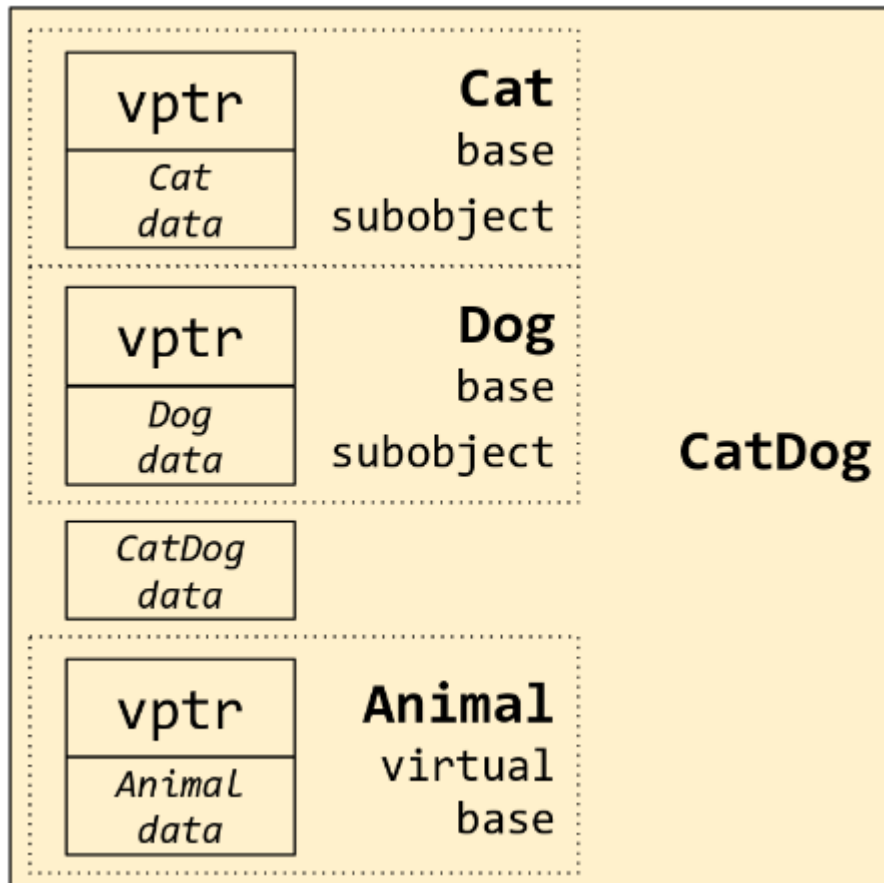 vptr
Cat
data
Cat
base
subobject
vptr
Dog
data
Dog
base
subobject
CatDog
CatDog
data
vptr
Animal
data
Animal
virtual
base